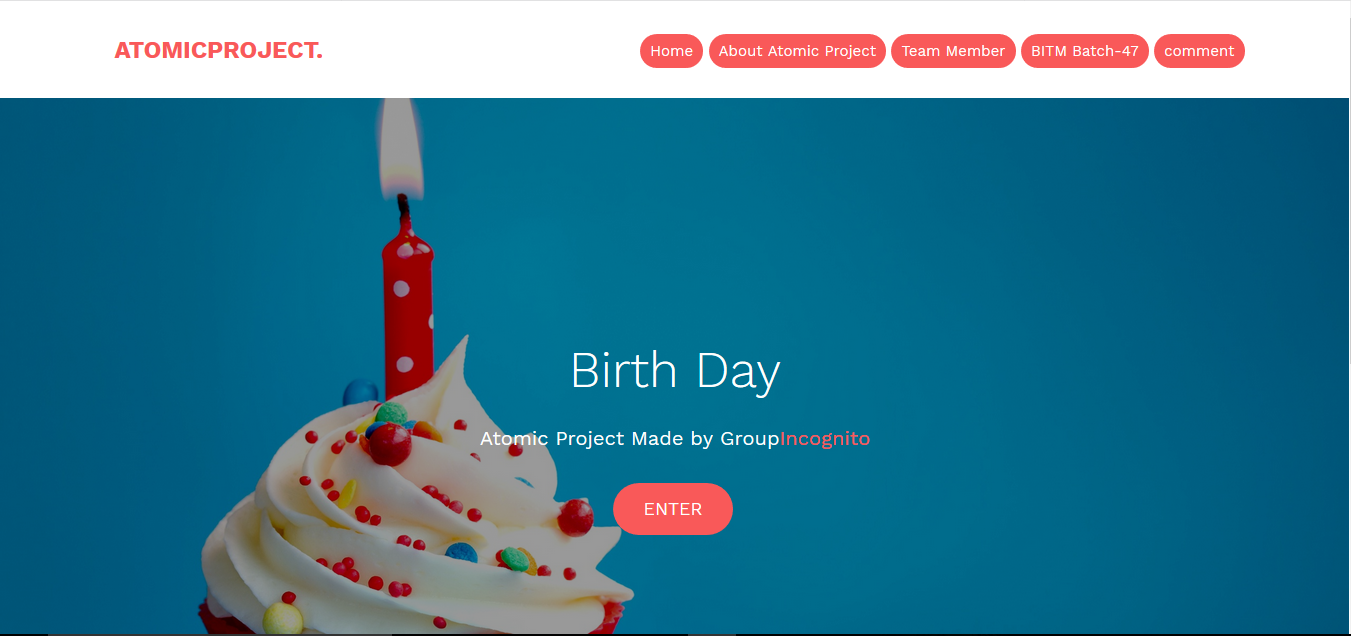 ATOMICPROJECT.
Home About Atomic Project Team Member BITM Batch-47 comment
Birth Day
Atomic Project Made by GroupIncognito
ENTER